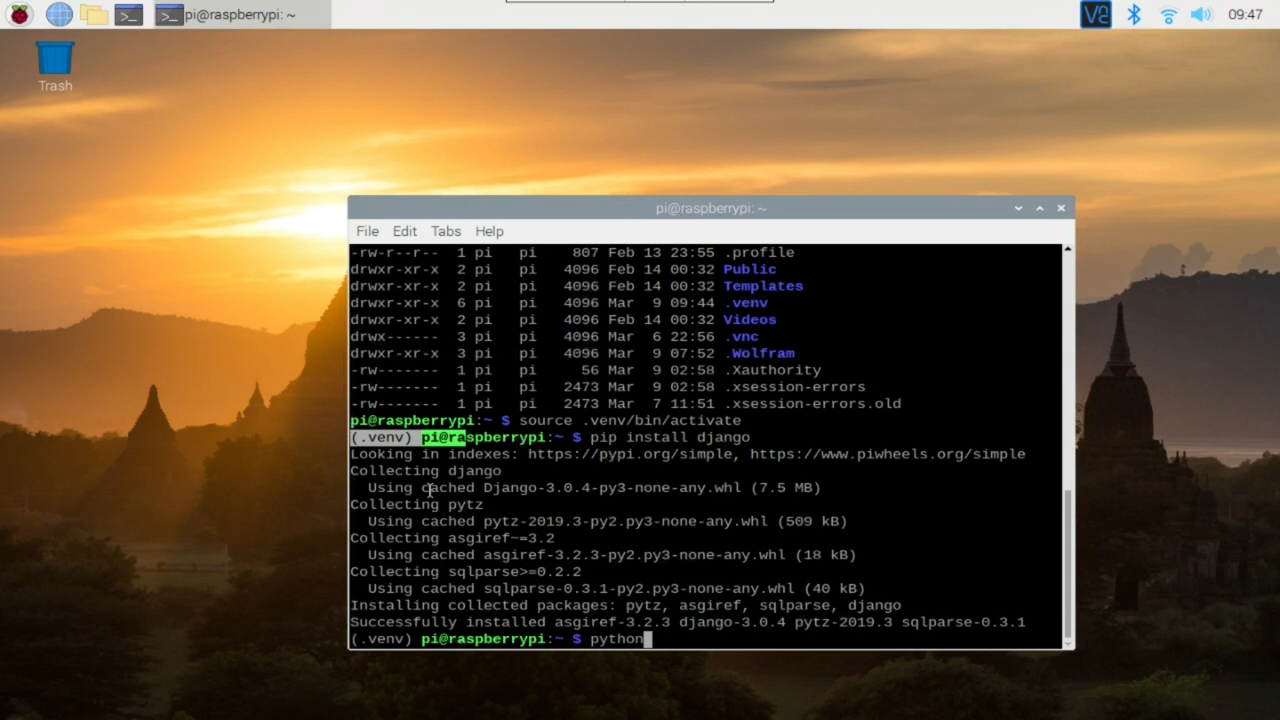 pi@raspberrypi: ~
09:47
Trash
pi@raspberrypi: ~
File Edit Tabs Help
-rw-r--r-- 1 pi pi 807 Feb 13 23:55 .profile
drwxr-xr-x 2 pi pi 4096 Feb 14 00:32 Public
drwxr-xr-x 2 pi pi 4096 Feb 14 00:32 Templates
drwxr-xr-x 6 pi pi 4096 Mar 9 09:44 .venv
drwxr-xr-x 2 pi pi 4096 Feb 14 00:32 Videos
drwx------ 3 pi pi 4096 Mar 6 22:56 .vnc
drwxr-xr-x 3 pi pi 4096 Mar 9 07:52 .Wolfram
-rw------- 1 pi pi 56 Mar 9 02:58 .Xauthority
-rw------- 1 pi pi 2473 Mar 9 02:58 .xsession-errors
-rw------- 1 pi pi 2473 Mar 7 11:51 .xsession-errors.old
pi@raspberrypi:~ $ source .venv/bin/activate
(.venv) pi@raspberrypi:~ $ pip install django
Looking in indexes: https://pypi.org/simple, https://www.piwheels.org/simple
Collecting django
Using cached Django-3.0.4-py3-none-any.whl (7.5 MB)
Collecting pytz
Using cached pytz-2019.3-py2.py3-none-any.whl (509 kB)
Collecting asgiref~=3.2
Using cached asgiref-3.2.3-py2.py3-none-any.whl (18 kB)
Collecting sqlparse>=0.2.2
Using cached sqlparse-0.3.1-py2.py3-none-any.whl (40 kB)
Installing collected packages: pytz, asgiref, sqlparse, django
Successfully installed asgiref-3.2.3 django-3.0.4 pytz-2019.3 sqlparse-0.3.1
(.venv) pi@raspberrypi:~ $ python